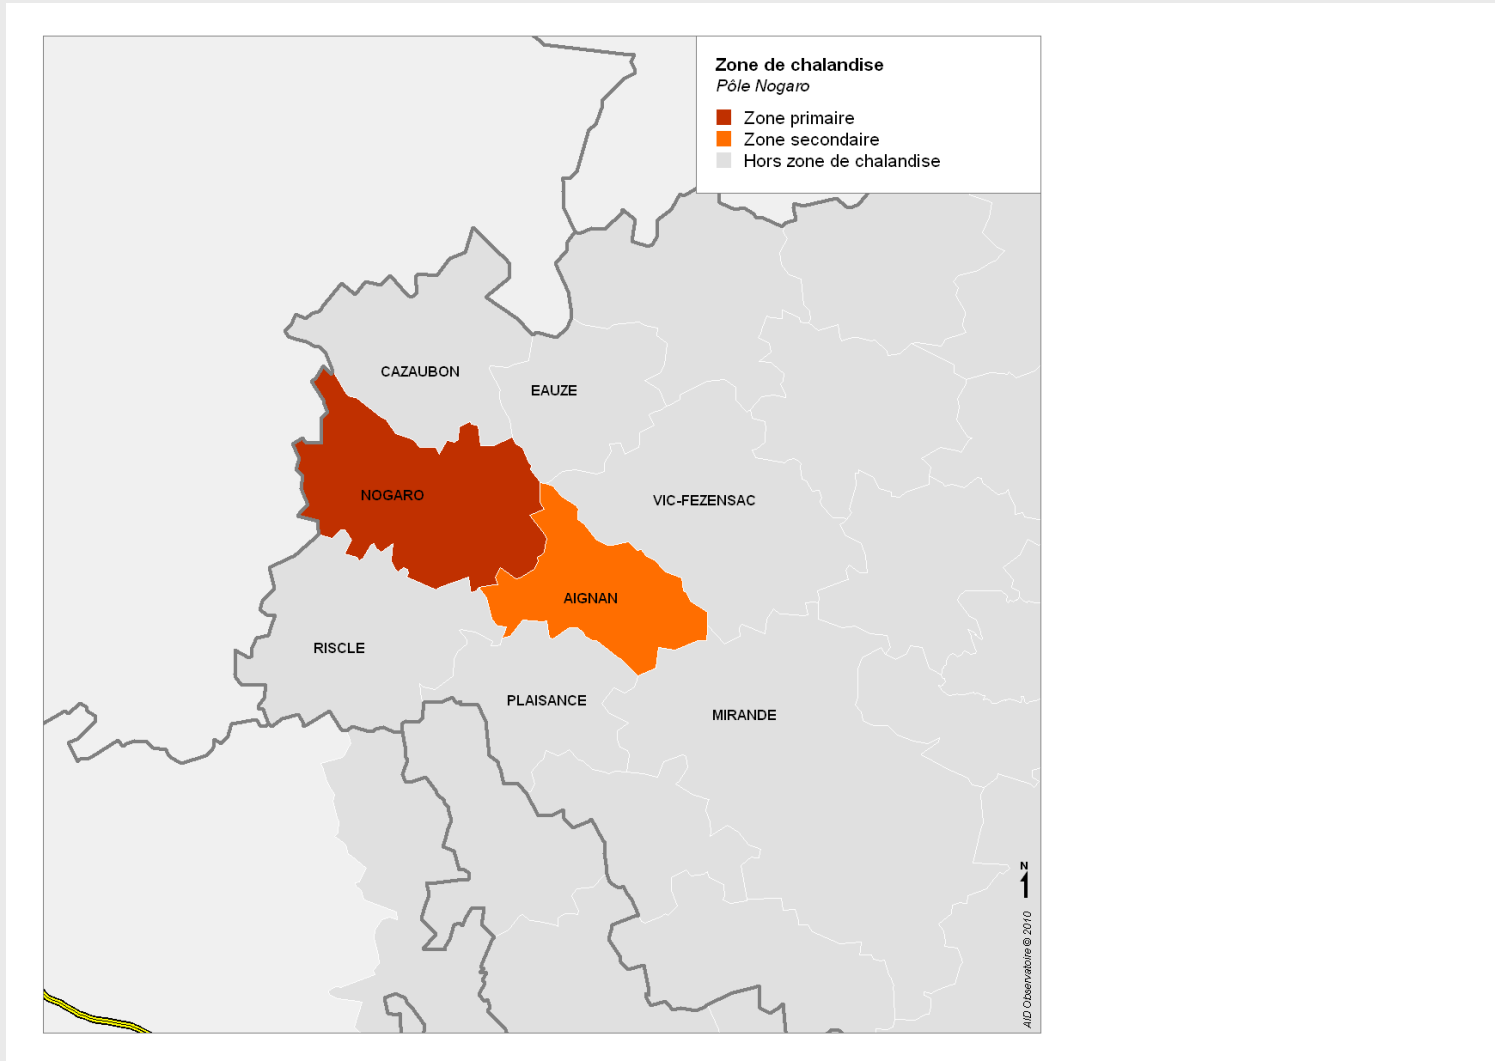 Zone de chalandise
Pôle Nogaro
Zone primaire
Zone secondaire
Hors zone de chalandise
CAZAUBON
EAUZE
NOGARO
VIC-FEZENSAC
AIGNAN
RISCLE
PLAISANCE
MIRANDE
N
AID Observatoire © 2010